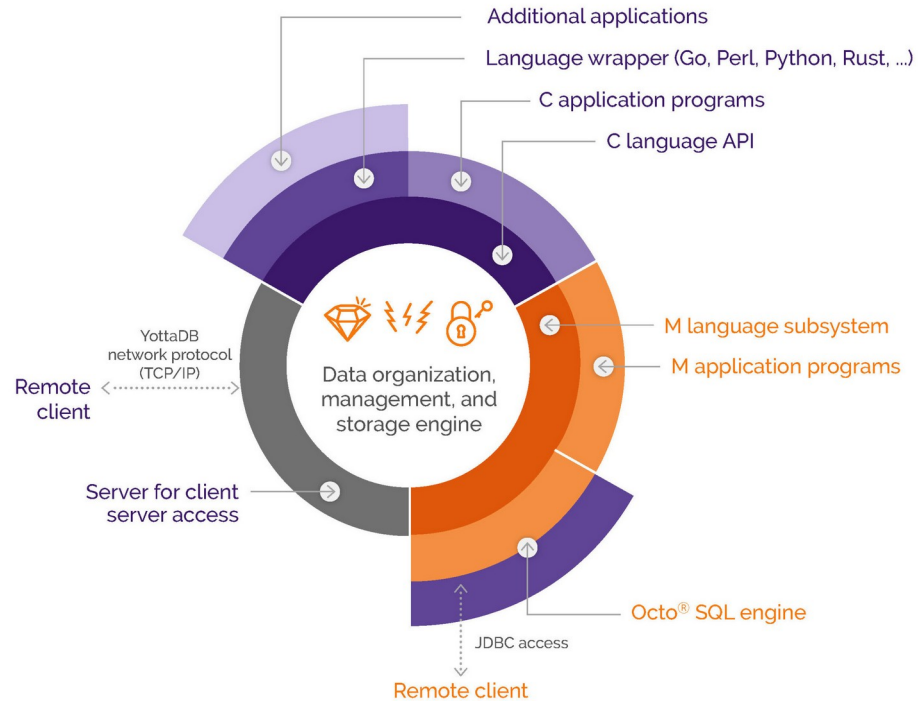 Additional applications
Language wrapper (Go, Perl, Python, Rust, ...)
C application programs
C language API
M language subsystem
M application programs
YottaDB
network protocol
(TCP/IP)
Remote
client
Data organization,
management, and
storage engine
Server for client
server access
Octo® SQL engine
JDBC access
Remote client